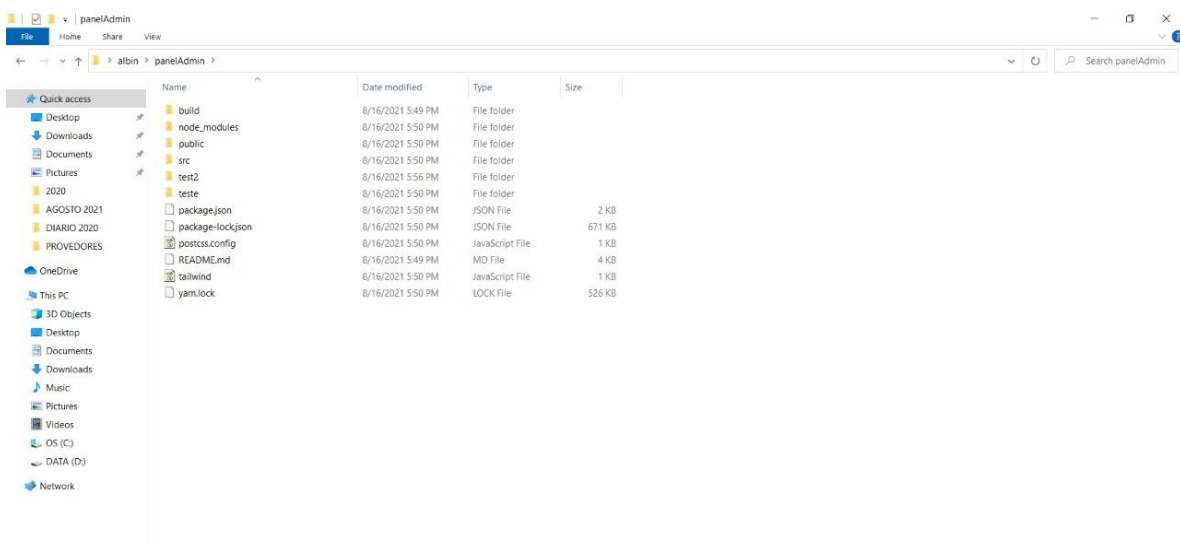 panelAdmin
File Home Share View
albin > panelAdmin >
Search panelAdmin
Name Date modified Type Size
Quick access
Desktop
Downloads
Documents
Pictures
2020
AGOSTO 2021
DIARIO 2020
PROVEDORES
OneDrive
This PC
3D Objects
Desktop
Documents
Downloads
Music
Pictures
Videos
OS (C:)
DATA (D:)
Network
build 8/16/2021 5:49 PM File folder
node_modules 8/16/2021 5:50 PM File folder
public 8/16/2021 5:50 PM File folder
src 8/16/2021 5:50 PM File folder
test2 8/16/2021 5:56 PM File folder
teste 8/16/2021 5:50 PM File folder
package.json 8/16/2021 5:50 PM JSON File 2 KB
package-lock.json 8/16/2021 5:50 PM JSON File 671 KB
postcss.config 8/16/2021 5:50 PM JavaScript File 1 KB
README.md 8/16/2021 5:49 PM MD File 4 KB
tailwind 8/16/2021 5:50 PM JavaScript File 1 KB
yarn.lock 8/16/2021 5:50 PM LOCK File 526 KB